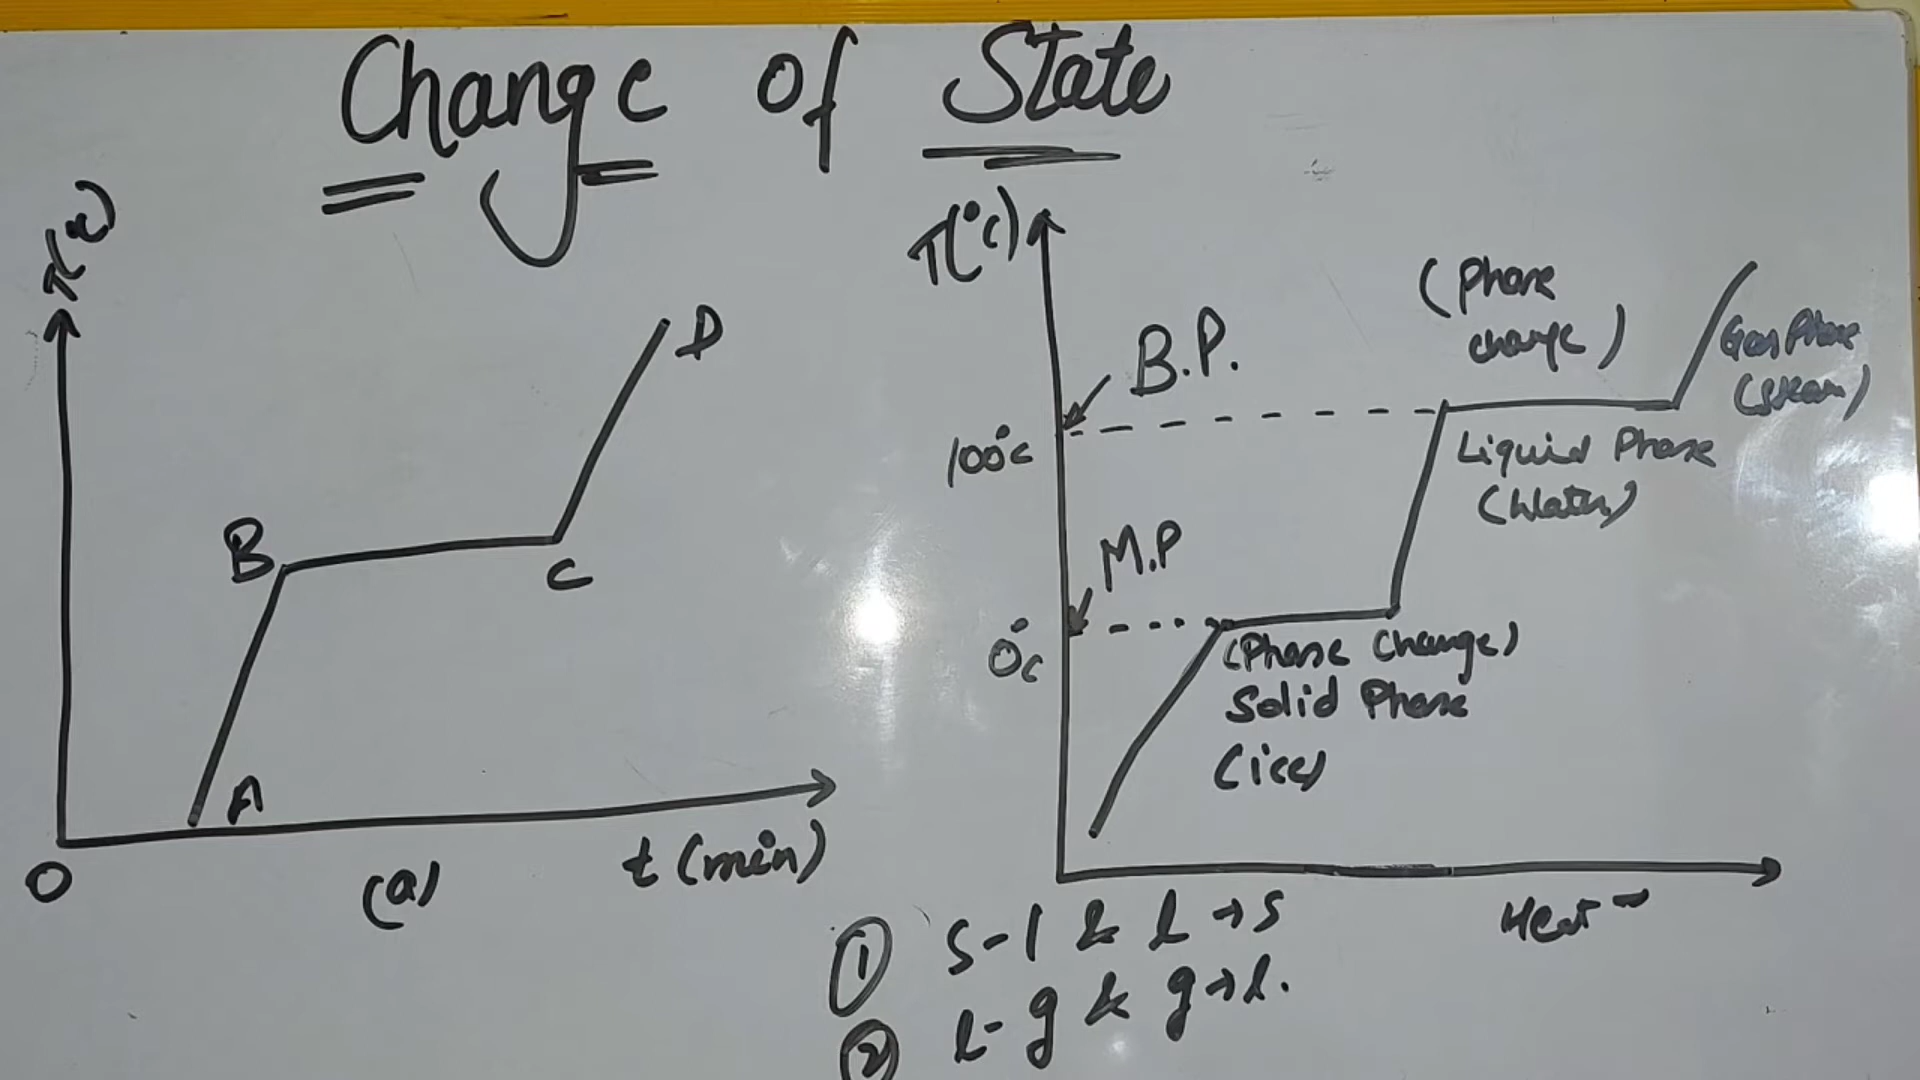 Change of State
T(°c)
D
B
C
A
O
(a)
t (min)
T(°c)
(Phase
change)
B.P.
Gas Phase
(steam)
100°c
Liquid Phase
(Water)
M.P
0°c
(Phase Change)
Solid Phase
(ice)
Heat →
① s-l & l→s
② l-g & g→l.